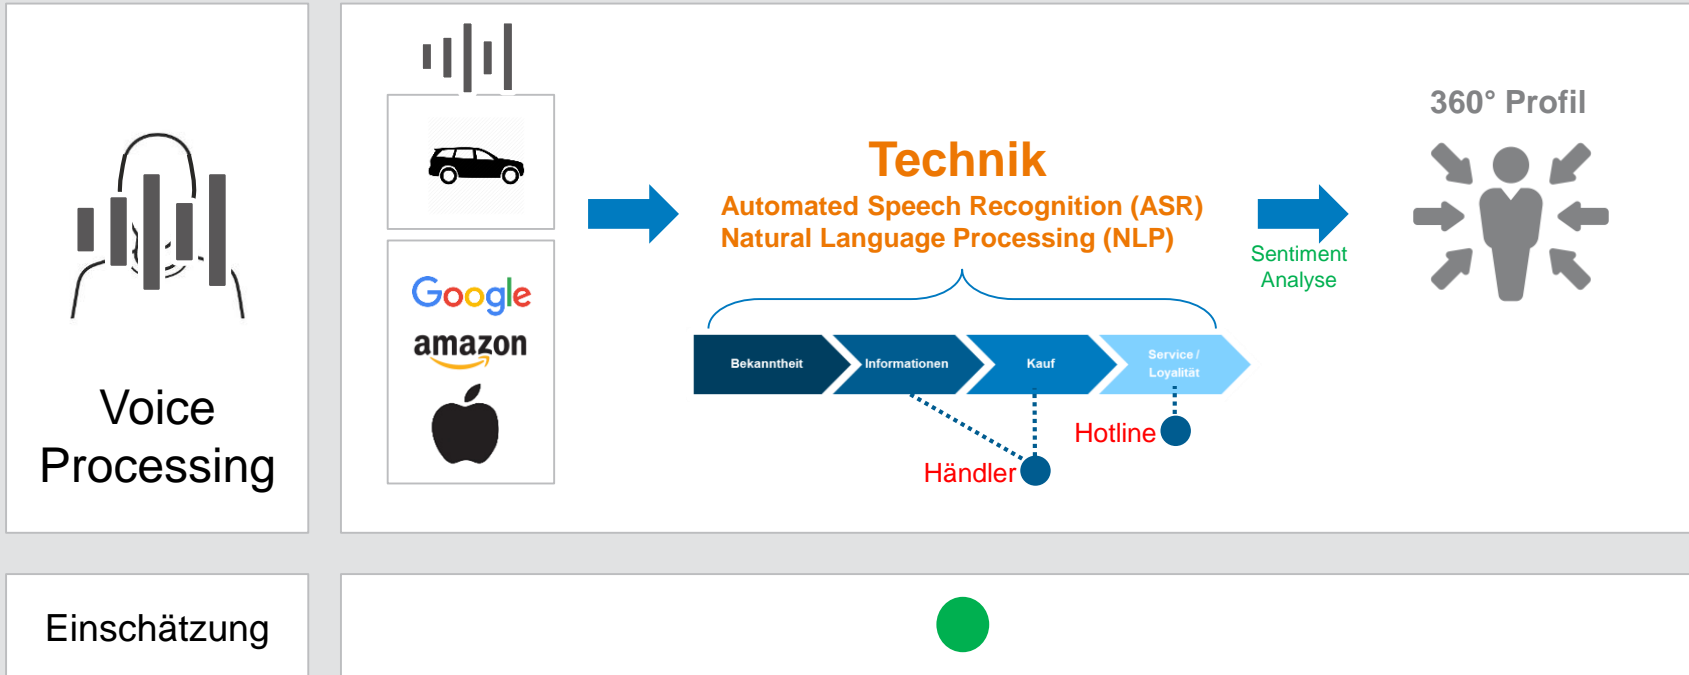 Voice
Processing
Google
amazon
Technik
Automated Speech Recognition (ASR)
Natural Language Processing (NLP)
Bekanntheit
Informationen
Kauf
Service /
Loyalität
Händler
Hotline
Sentiment
Analyse
360° Profil
Einschätzung